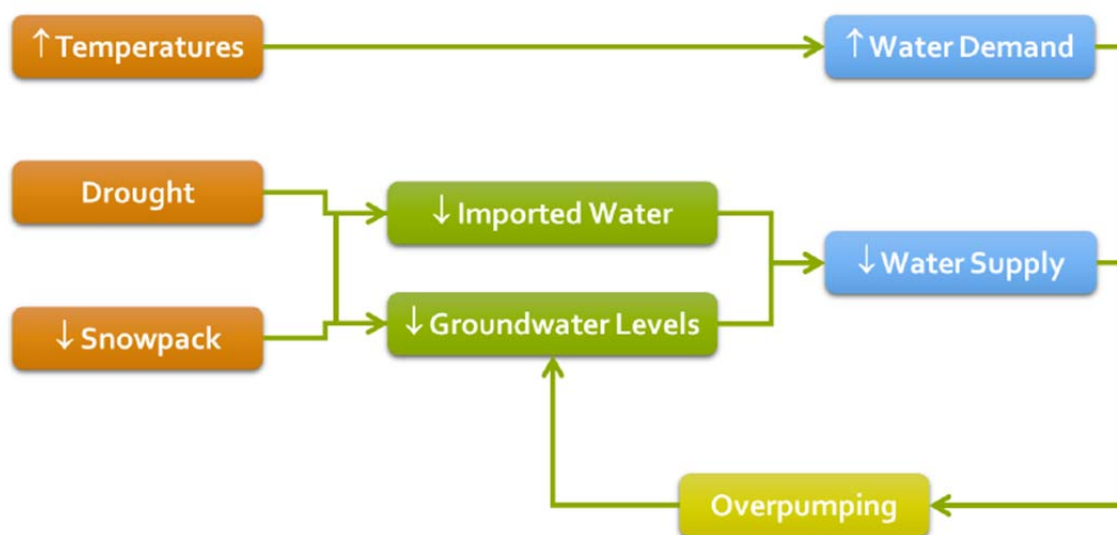 ↑ Temperatures
↑ Water Demand
Drought
↓ Imported Water
↓ Water Supply
↓ Snowpack
↓ Groundwater Levels
Overpumping